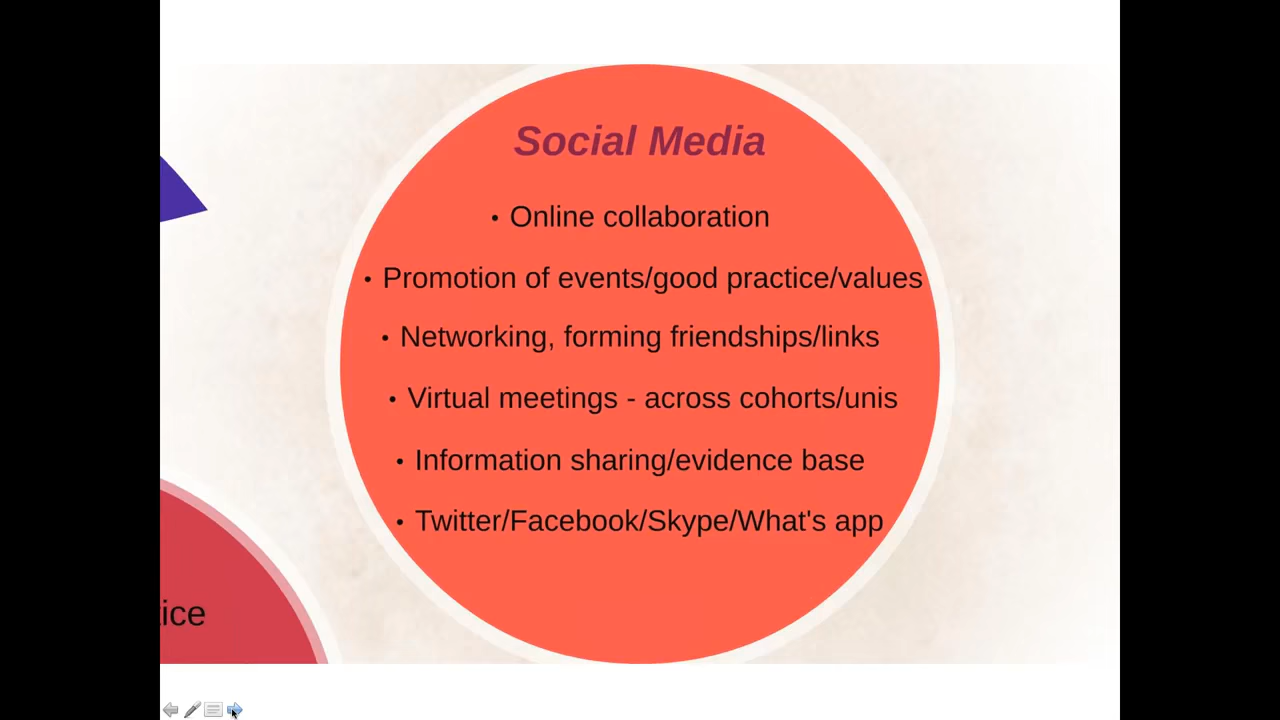 Social Media
• Online collaboration
• Promotion of events/good practice/values
• Networking, forming friendships/links
• Virtual meetings - across cohorts/unis
• Information sharing/evidence base
• Twitter/Facebook/Skype/What's app
tice